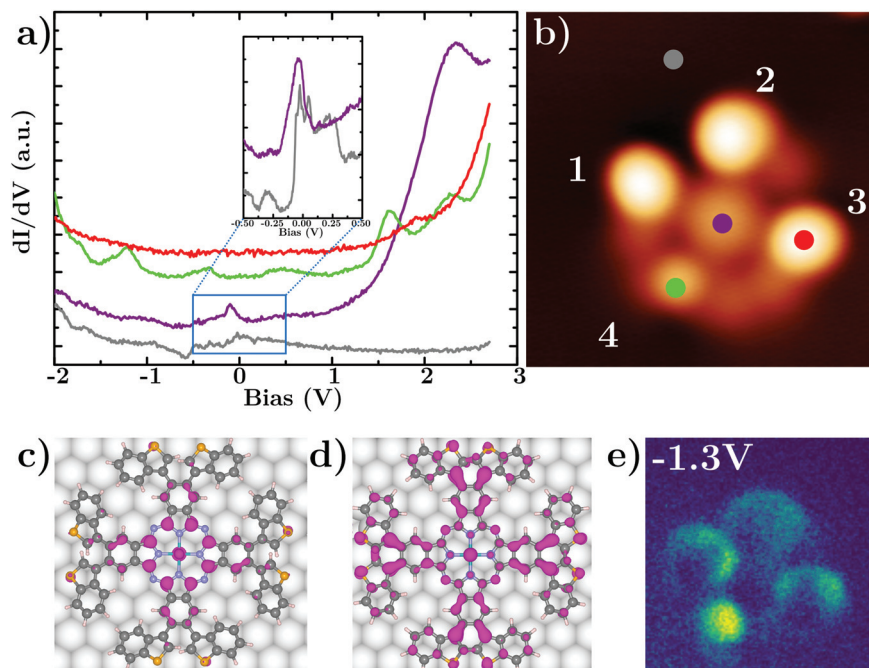 a)
dI/dV (a.u.)
-0.50 -0.25 0.00 0.25 0.50
Bias (V)
-2 -1 0 1 2 3
Bias (V)
b)
2
1
3
4
c)
d)
e)
-1.3V